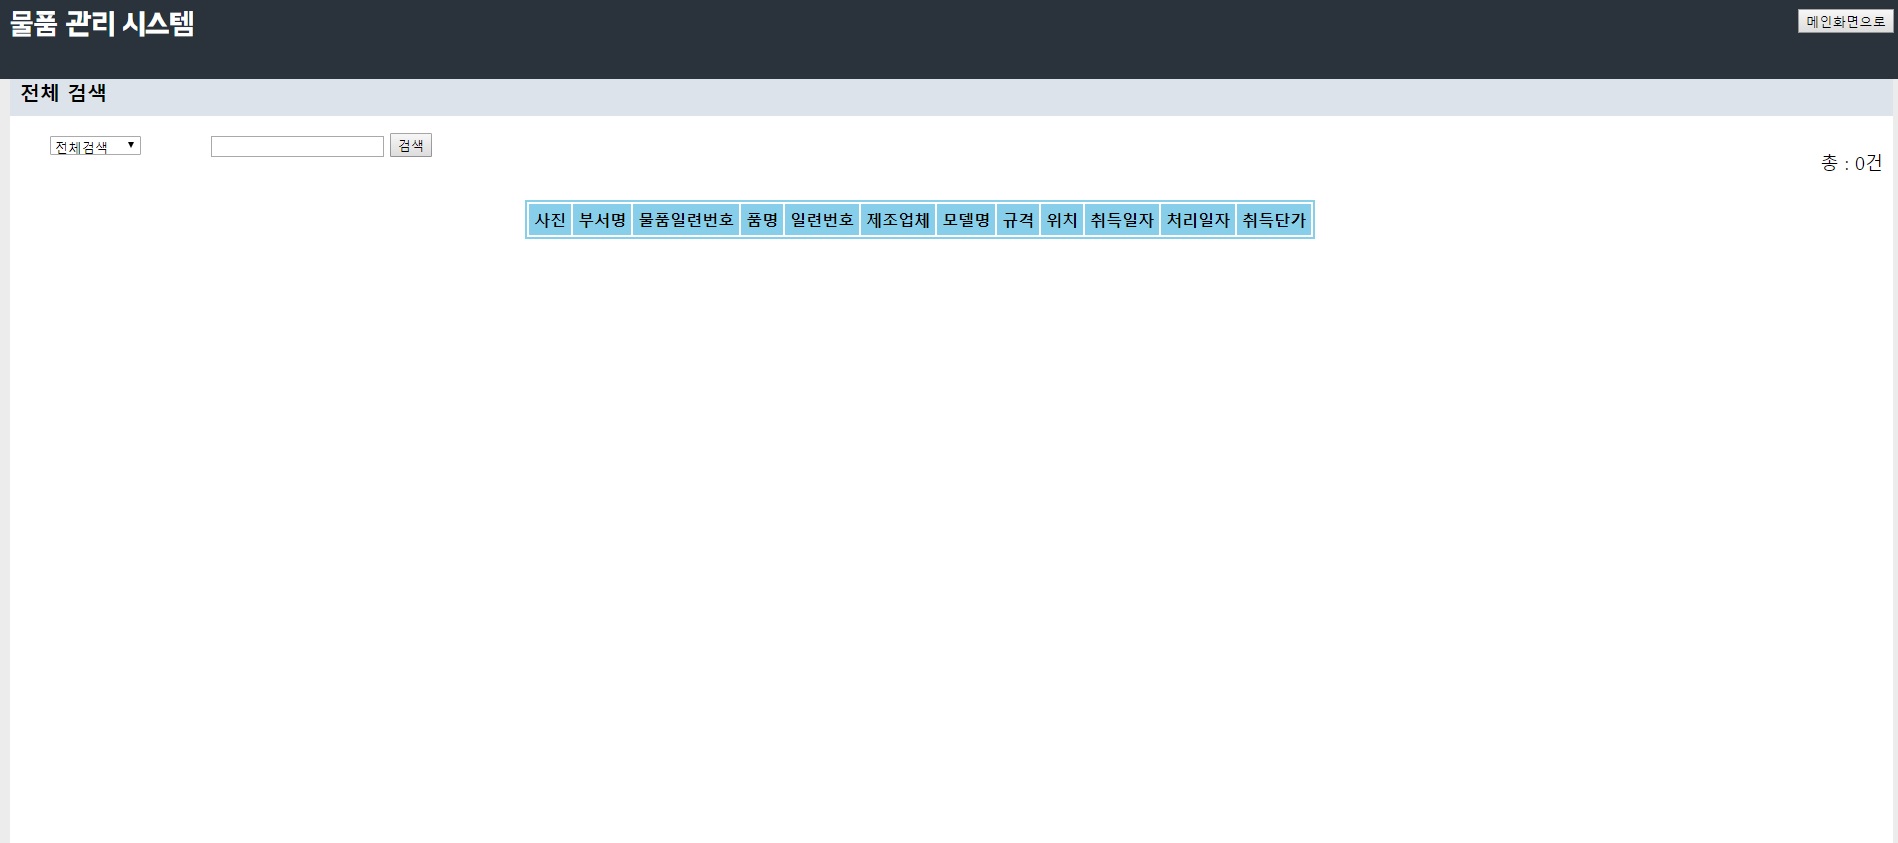 물품 관리 시스템
메인화면으로
전체 검색
전체검색 ▼ 검색
총 : 0건
사진 부서명 물품일련번호 품명 일련번호 제조업체 모델명 규격 위치 취득일자 처리일자 취득단가